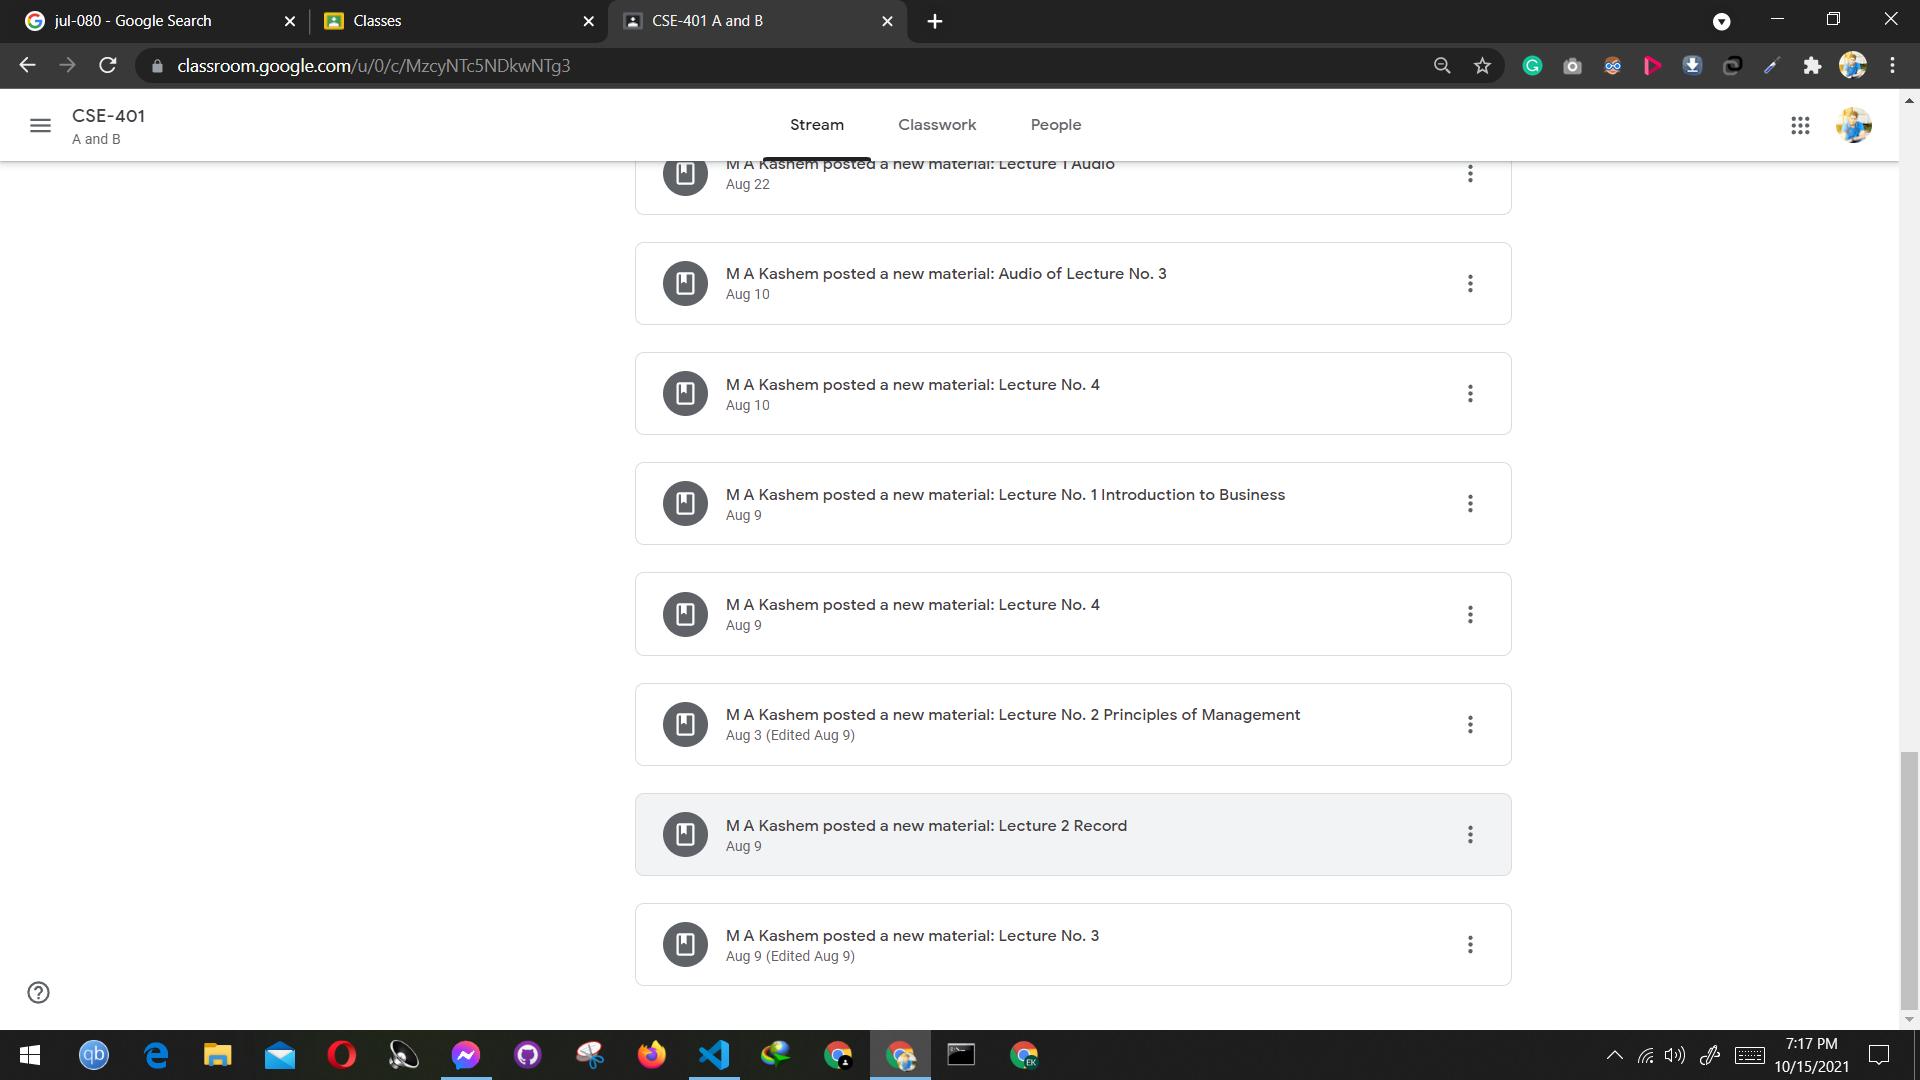 jul-080 - Google Search
Classes
CSE-401 A and B
classroom.google.com/u/0/c/MzcyNTc5NDkwNTg3
CSE-401
A and B
Stream
Classwork
People
M A Kashem posted a new material: Lecture 1 Audio
Aug 22
M A Kashem posted a new material: Audio of Lecture No. 3
Aug 10
M A Kashem posted a new material: Lecture No. 4
Aug 10
M A Kashem posted a new material: Lecture No. 1 Introduction to Business
Aug 9
M A Kashem posted a new material: Lecture No. 4
Aug 9
M A Kashem posted a new material: Lecture No. 2 Principles of Management
Aug 3 (Edited Aug 9)
M A Kashem posted a new material: Lecture 2 Record
Aug 9
M A Kashem posted a new material: Lecture No. 3
Aug 9 (Edited Aug 9)
qb
EK
7:17 PM
10/15/2021